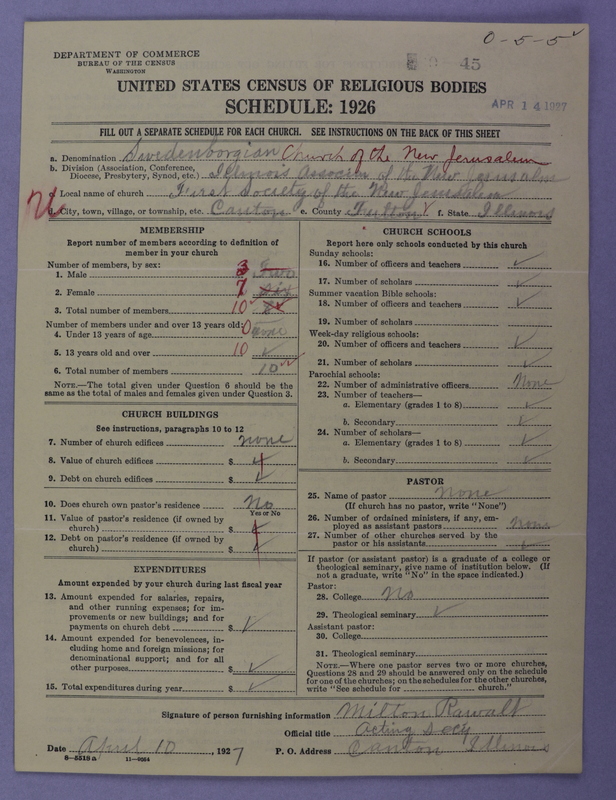 0-5-5
45
DEPARTMENT OF COMMERCE
BUREAU OF THE CENSUS
WASHINGTON
UNITED STATES CENSUS OF RELIGIOUS BODIES
SCHEDULE: 1926
APR 14 1927
FILL OUT A SEPARATE SCHEDULE FOR EACH CHURCH. SEE INSTRUCTIONS ON THE BACK OF THIS SHEET
a. Denomination Swedenborgian Church of the New Jerusalem
b. Division (Association, Conference, Diocese, Presbytery, Synod, etc.) Illinois Associen of the New Jerusalem
c. Local name of church First Society of the New Jerusalem
d. City, town, village, or township, etc. Canton e. County Fulton f. State Illinois
MEMBERSHIP
Report number of members according to definition of
member in your church
Number of members, by sex:
1. Male 3 Two
2. Female 7 six
3. Total number of members 10 8
Number of members under and over 13 years old:
4. Under 13 years of age 0 none
5. 13 years old and over 10 ✓
6. Total number of members 10
NOTE.—The total given under Question 6 should be
same as the total of males and females given under Question 3.
CHURCH BUILDINGS
See instructions, paragraphs 10 to 12
7. Number of church edifices none
8. Value of church edifices $
9. Debt on church edifices $
10. Does church own pastor's residence No
Yes or No
11. Value of pastor's residence (if owned by
church) $
12. Debt on pastor's residence (if owned by
church) $
EXPENDITURES
Amount expended by your church during last fiscal year
13. Amount expended for salaries, repairs,
and other running expenses; for im-
provements or new buildings; and for
payments on church debt $ ✓
14. Amount expended for benevolences, in-
cluding home and foreign missions; for
denominational support; and for all
other purposes $ ✓
15. Total expenditures during year $ ✓
CHURCH SCHOOLS
Report here only schools conducted by this church
Sunday schools:
16. Number of officers and teachers ✓
17. Number of scholars ✓
Summer vacation Bible schools:
18. Number of officers and teachers ✓
19. Number of scholars
Week-day religious schools:
20. Number of officers and teachers ✓
21. Number of scholars ✓
Parochial schools:
22. Number of administrative officers None
23. Number of teachers—
a. Elementary (grades 1 to 8) ✓
b. Secondary ✓
24. Number of scholars—
a. Elementary (grades 1 to 8) ✓
b. Secondary ✓
PASTOR
25. Name of pastor None
(If church has no pastor, write "None")
26. Number of ordained ministers, if any, em-
ployed as assistant pastors None
27. Number of other churches served by the
pastor or his assistants ✓
If pastor (or assistant pastor) is a graduate of a college or
theological seminary, give name of institution below. (If
not a graduate, write "No" in the space indicated.)
Pastor:
28. College No
29. Theological seminary ✓
Assistant pastor:
30. College
31. Theological seminary
NOTE.—Where one pastor serves two or more churches,
Questions 28 and 29 should be answered only on the schedule
for one of the churches; on the schedules for the other churches,
write "See schedule for church."
Signature of person furnishing information Milton Rawalt
Official title acting Secy
Date April 10, 1927 P. O. Address Canton Illinois
8-5518 a 11-9054